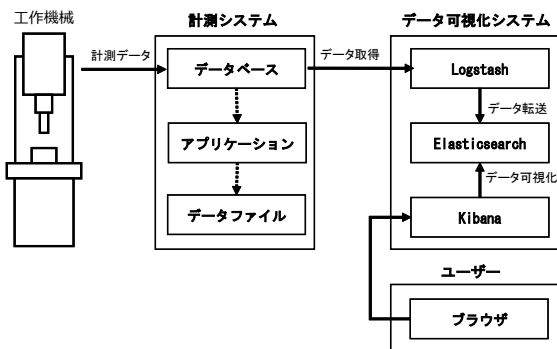 工作機械
計測システム
データ可視化システム
計測データ
データベース
データ取得
Logstash
データ転送
アプリケーション
Elasticsearch
データ可視化
データファイル
Kibana
ユーザー
ブラウザ